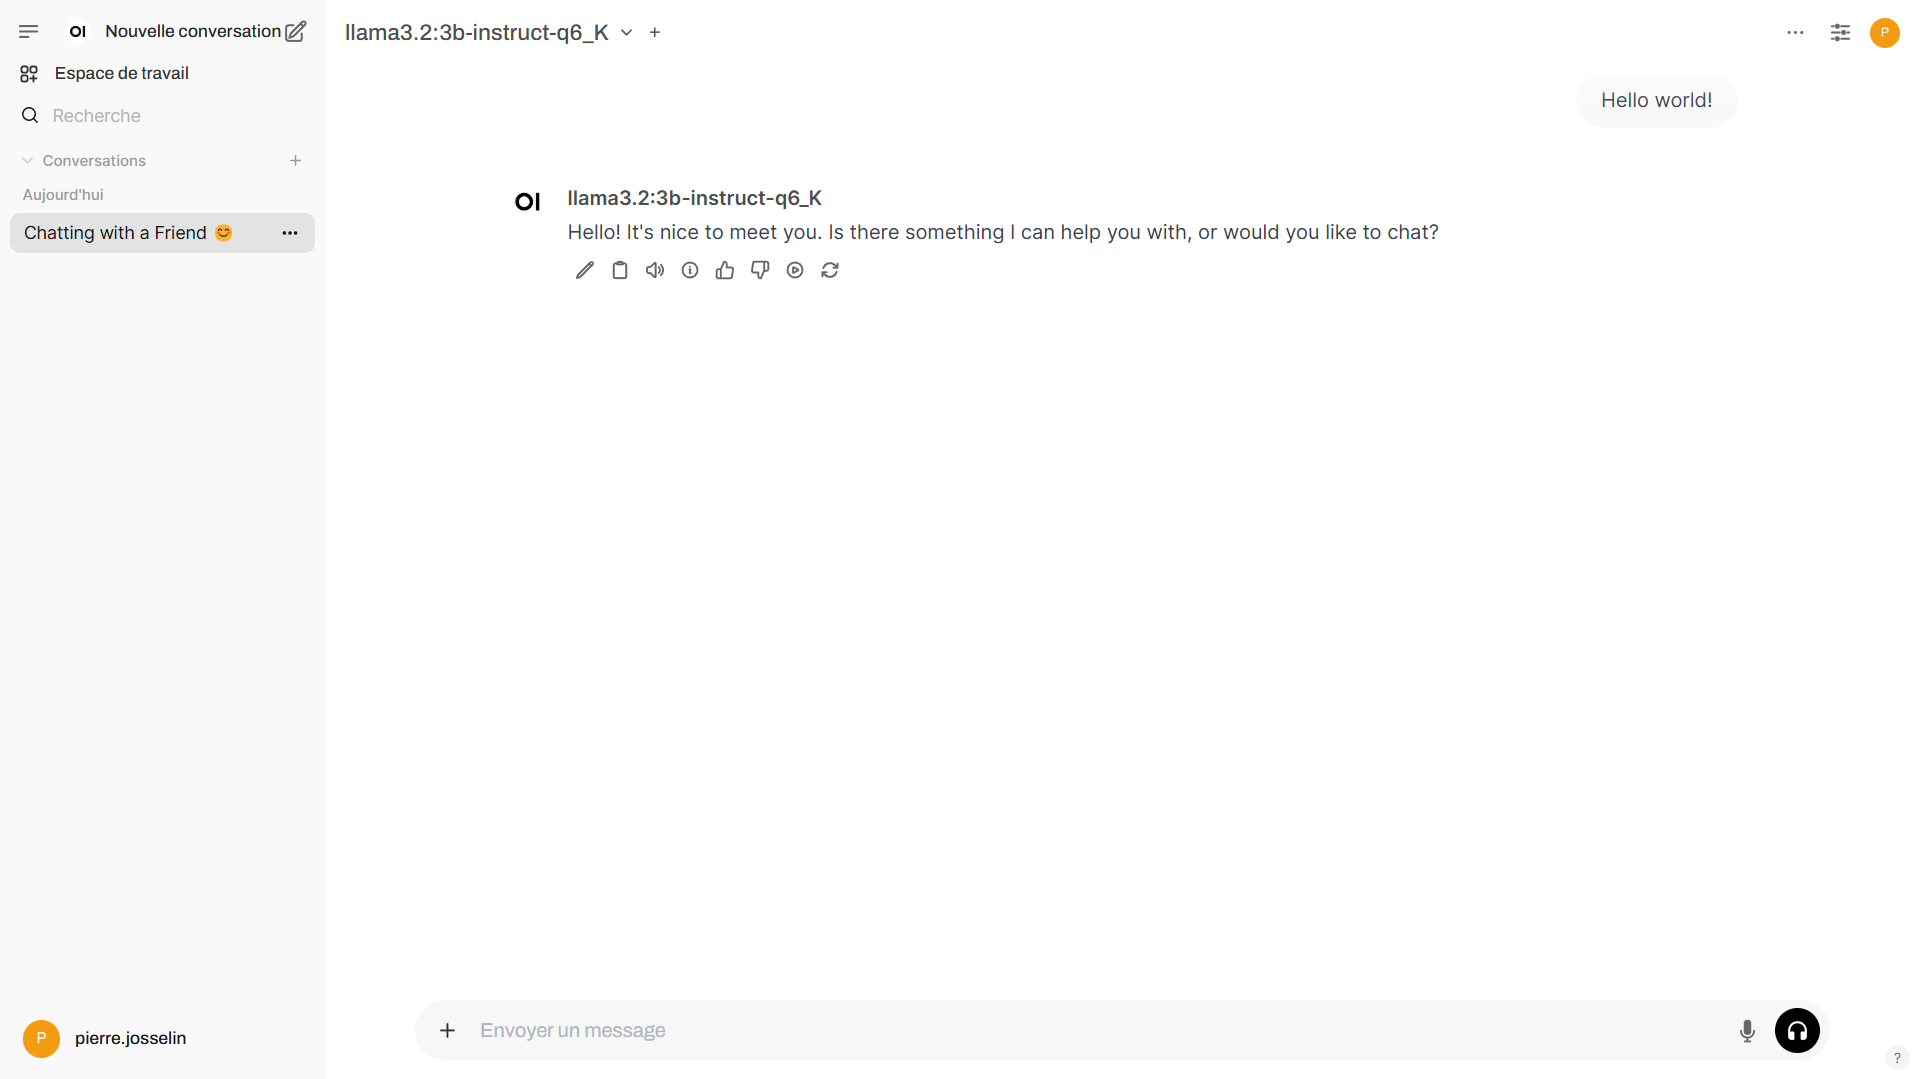 OI Nouvelle conversation
Espace de travail
Recherche
Conversations
Aujourd'hui
Chatting with a Friend 😊
P pierre.josselin
llama3.2:3b-instruct-q6_K
P
Hello world!
OI llama3.2:3b-instruct-q6_K
Hello! It's nice to meet you. Is there something I can help you with, or would you like to chat?
Envoyer un message
?